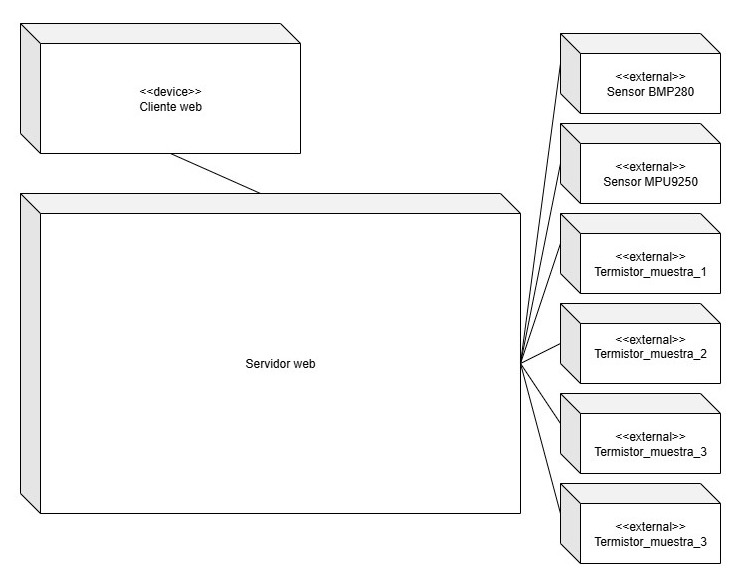 <<device>>
Cliente web
Servidor web
<<external>>
Sensor BMP280
<<external>>
Sensor MPU9250
<<external>>
Termistor_muestra_1
<<external>>
Termistor_muestra_2
<<external>>
Termistor_muestra_3
<<external>>
Termistor_muestra_3